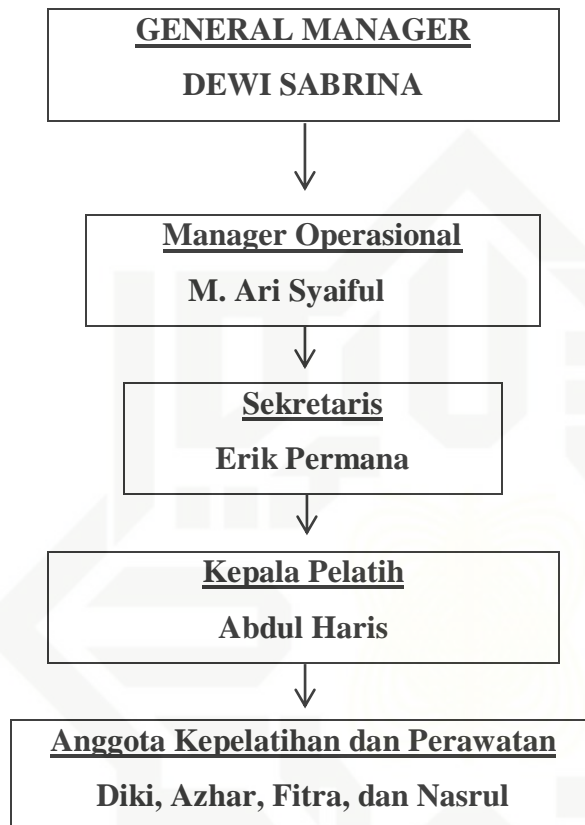 GENERAL MANAGER
DEWI SABRINA
Manager Operasional
M. Ari Syaiful
Sekretaris
Erik Permana
Kepala Pelatih
Abdul Haris
Anggota Kepelatihan dan Perawatan
Diki, Azhar, Fitra, dan Nasrul